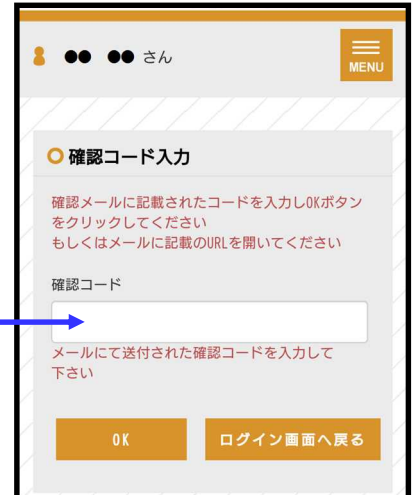 ●● ●● さん
MENU
確認コード入力
確認メールに記載されたコードを入力しOKボタン
をクリックしてください
もしくはメールに記載のURLを開いてください
確認コード
メールにて送付された確認コードを入力して
下さい
OK
ログイン画面へ戻る